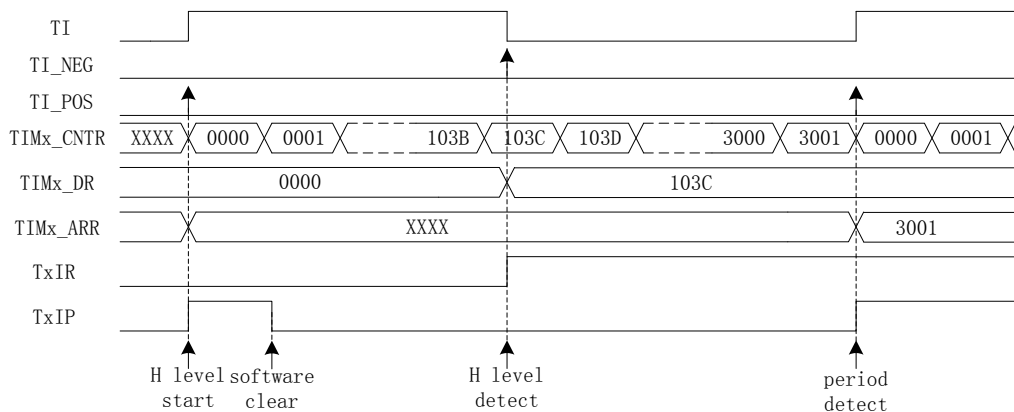 TI
TI_NEG
TI_POS
TIMx_CNTR XXXX 0000 0001 103B 103C 103D 3000 3001 0000 0001
TIMx_DR 0000 103C
TIMx_ARR XXXX 3001
TxIR
TxIP
H level start
software clear
H level detect
period detect